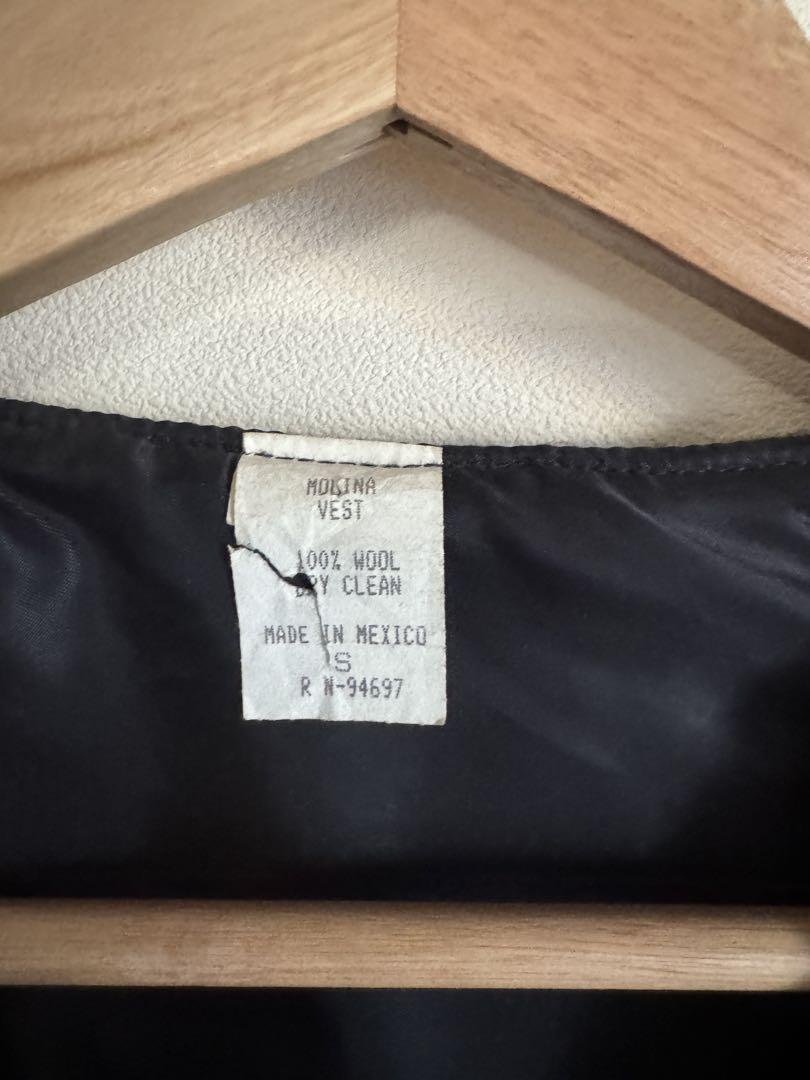 MOLINA
VEST
100% WOOL
DRY CLEAN
MADE IN MEXICO
S
R N-94697